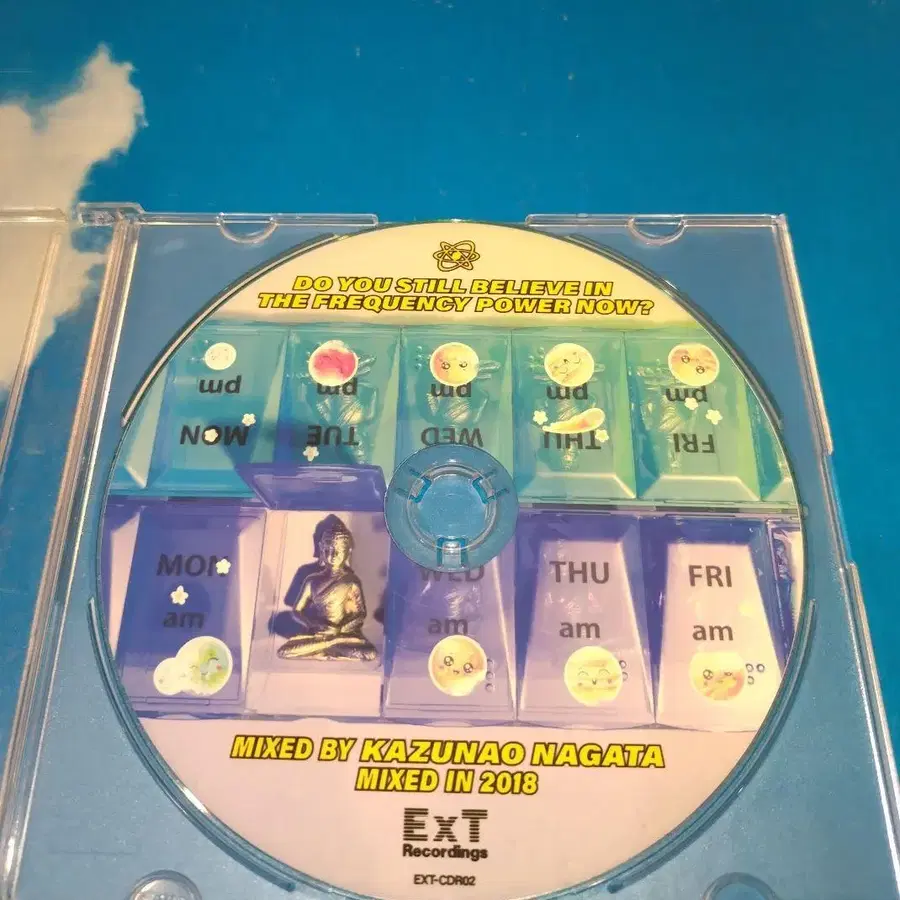 DO YOU STILL BELIEVE IN
THE FREQUENCY POWER NOW?
pm pm pm pm pm
MON TUE WED THU FRI
MON WED THU FRI
am am am am
MIXED BY KAZUNAO NAGATA
MIXED IN 2018
ExT
Recordings
EXT-CDR02